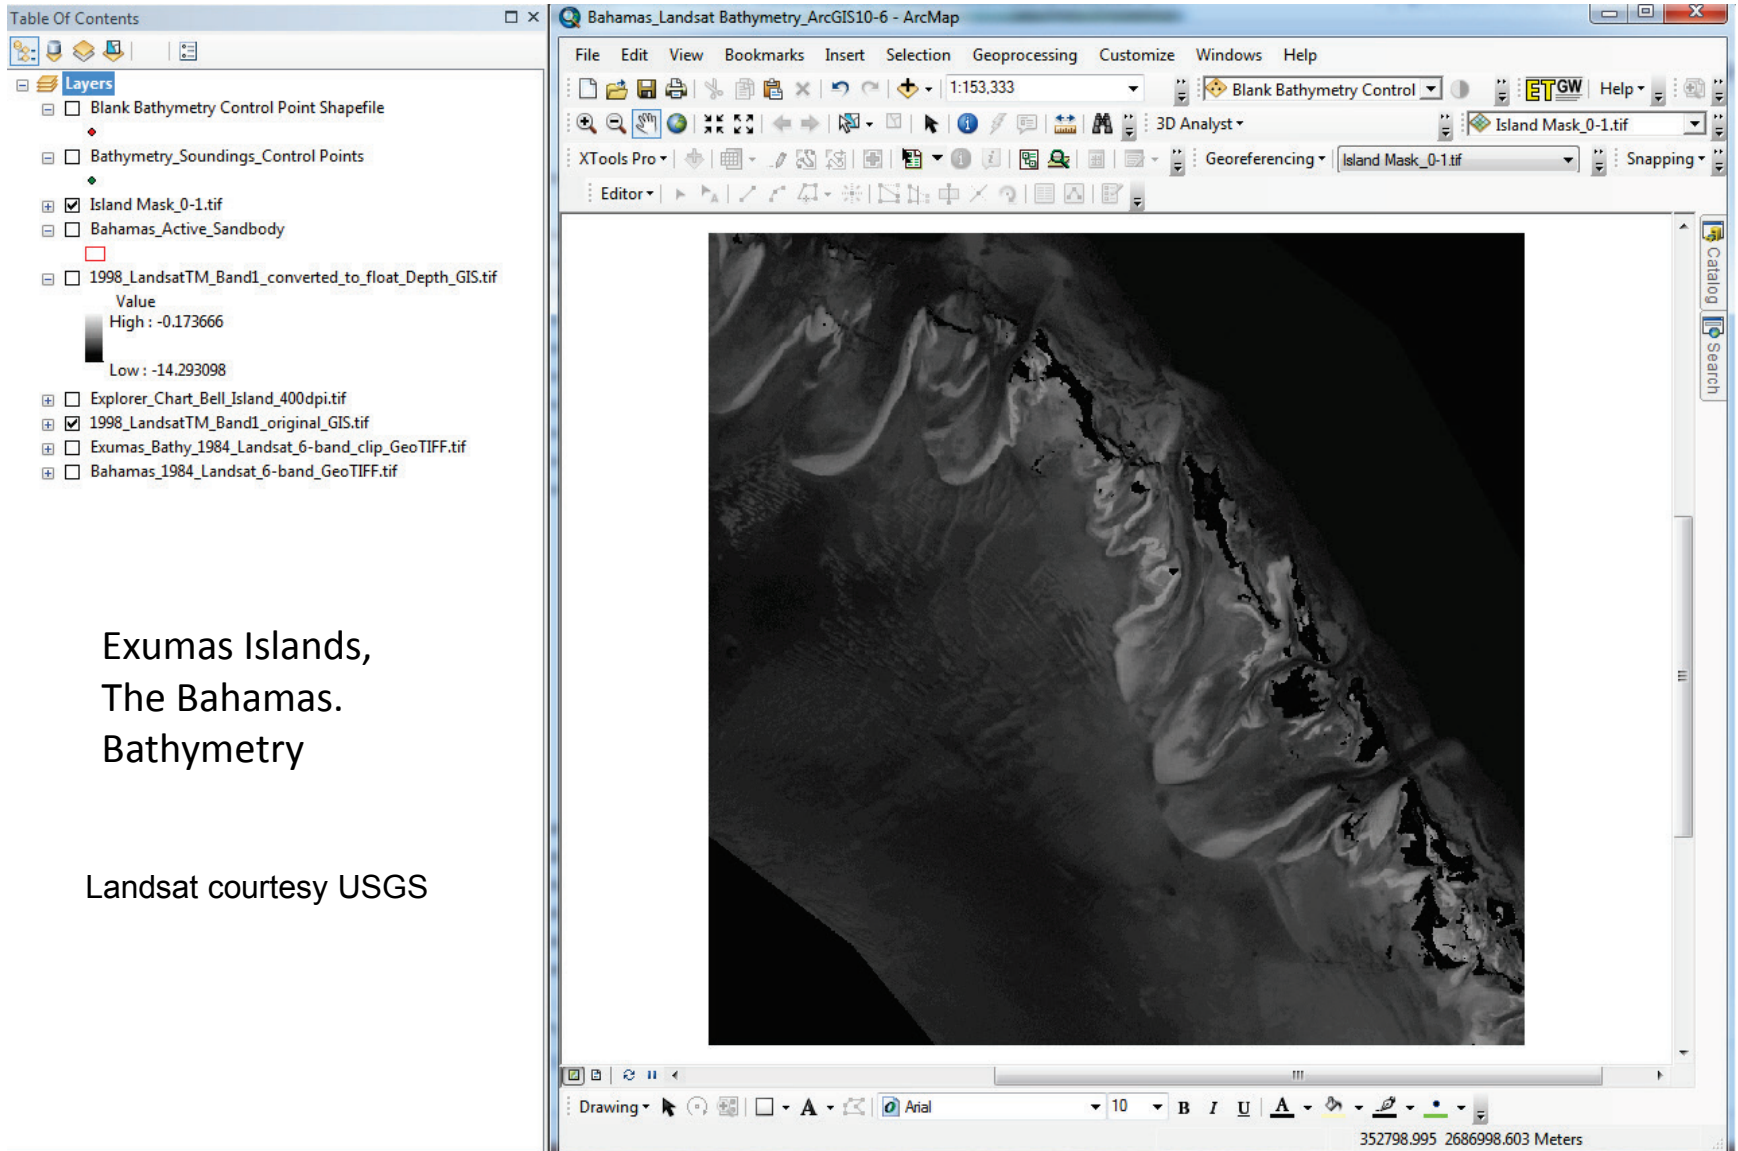 Table Of Contents
Layers
Blank Bathymetry Control Point Shapefile
Bathymetry_Soundings_Control Points
Island Mask_0-1.tif
Bahamas_Active_Sandbody
1998_LandsatTM_Band1_converted_to_float_Depth_GIS.tif
Value
High : -0.173666
Low : -14.293098
Explorer_Chart_Bell_Island_400dpi.tif
1998_LandsatTM_Band1_original_GIS.tif
Exumas_Bathy_1984_Landsat_6-band_clip_GeoTIFF.tif
Bahamas_1984_Landsat_6-band_GeoTIFF.tif
Exumas Islands,
The Bahamas.
Bathymetry
Landsat courtesy USGS
Bahamas_Landsat Bathymetry_ArcGIS10-6 - ArcMap
File Edit View Bookmarks Insert Selection Geoprocessing Customize Windows Help
1:153,333 Blank Bathymetry Control ET GW Help
3D Analyst Island Mask_0-1.tif
XTools Pro Georeferencing Island Mask_0-1.tif Snapping
Editor
Catalog
Search
Drawing A Arial 10 B I U A
352798.995 2686998.603 Meters